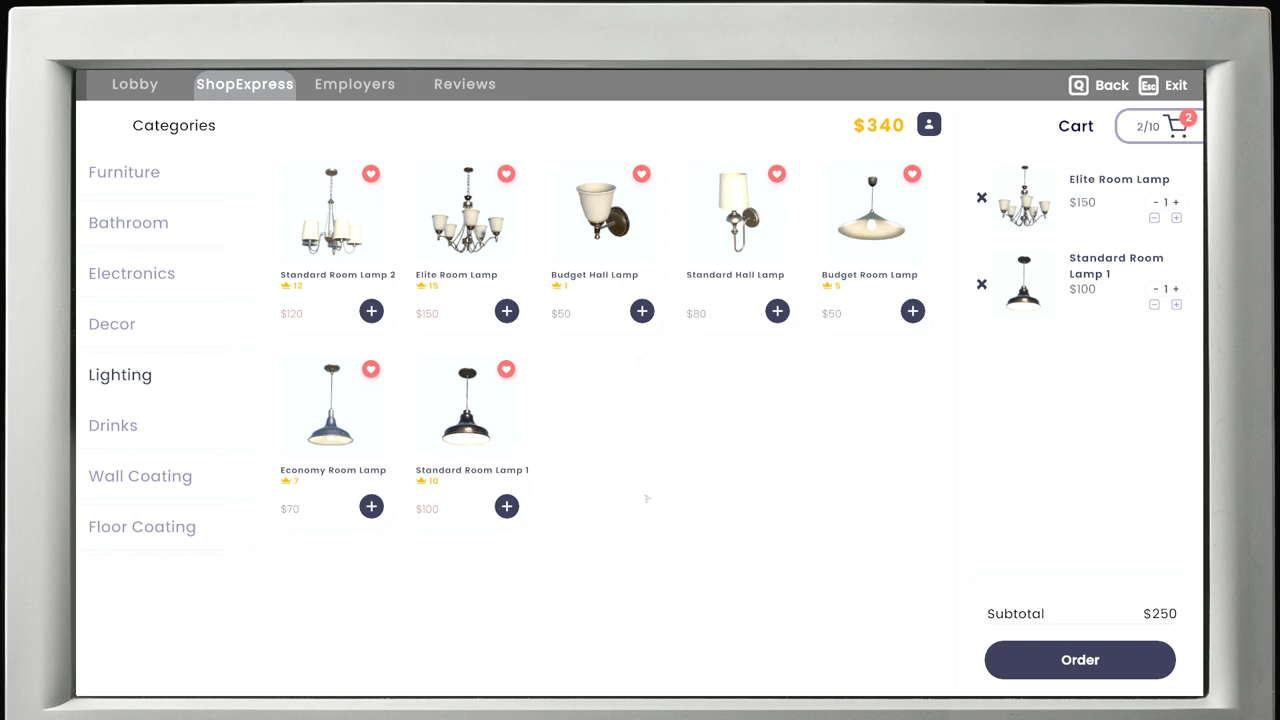 Lobby
ShopExpress
Employers
Reviews
Q Back
Esc Exit
Categories
$340
Cart
2/10
2
Furniture
Bathroom
Electronics
Decor
Lighting
Drinks
Wall Coating
Floor Coating
Standard Room Lamp 2
12
$120
Elite Room Lamp
15
$150
Budget Hall Lamp
1
$50
Standard Hall Lamp
$80
Budget Room Lamp
5
$50
Economy Room Lamp
7
$70
Standard Room Lamp 1
10
$100
Elite Room Lamp
$150
- 1 +
Standard Room
Lamp 1
$100
- 1 +
Subtotal $250
Order